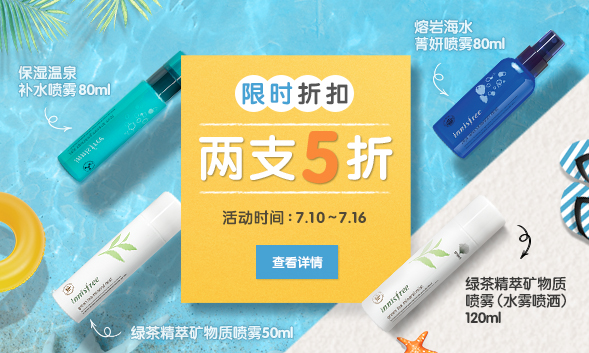 保湿温泉
补水喷雾80ml
熔岩海水
菁妍喷雾80ml
限时折扣
两支5折
活动时间：7.10~7.16
查看详情
innisfree
innisfree
innisfree
innisfree
绿茶精萃矿物质喷雾50ml
绿茶精萃矿物质
喷雾（水雾喷洒）
120ml